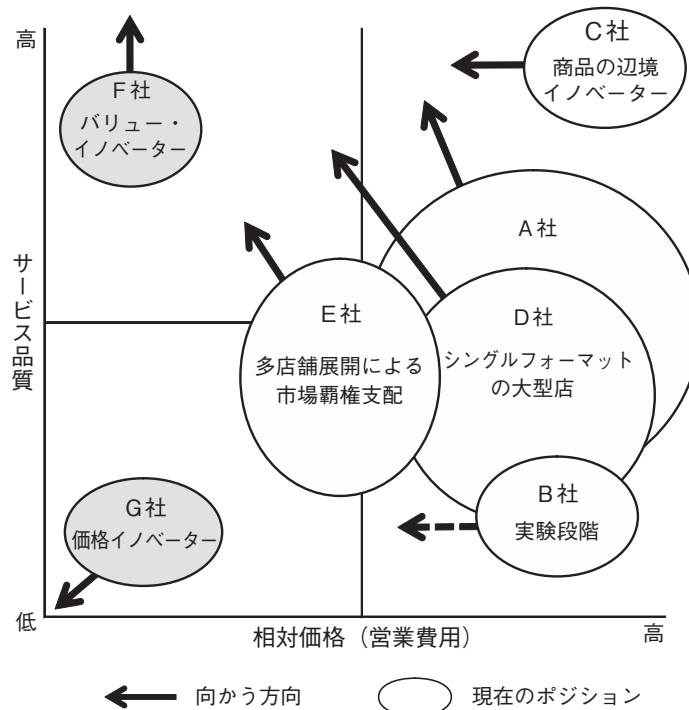 高
C社
商品の辺境
イノベーター
F社
バリュー・
イノベーター
A社
サービス品質
E社
多店舗展開による
市場覇権支配
D社
シングルフォーマット
の大型店
G社
価格イノベーター
B社
実験段階
低
相対価格（営業費用）
高
向かう方向
現在のポジション